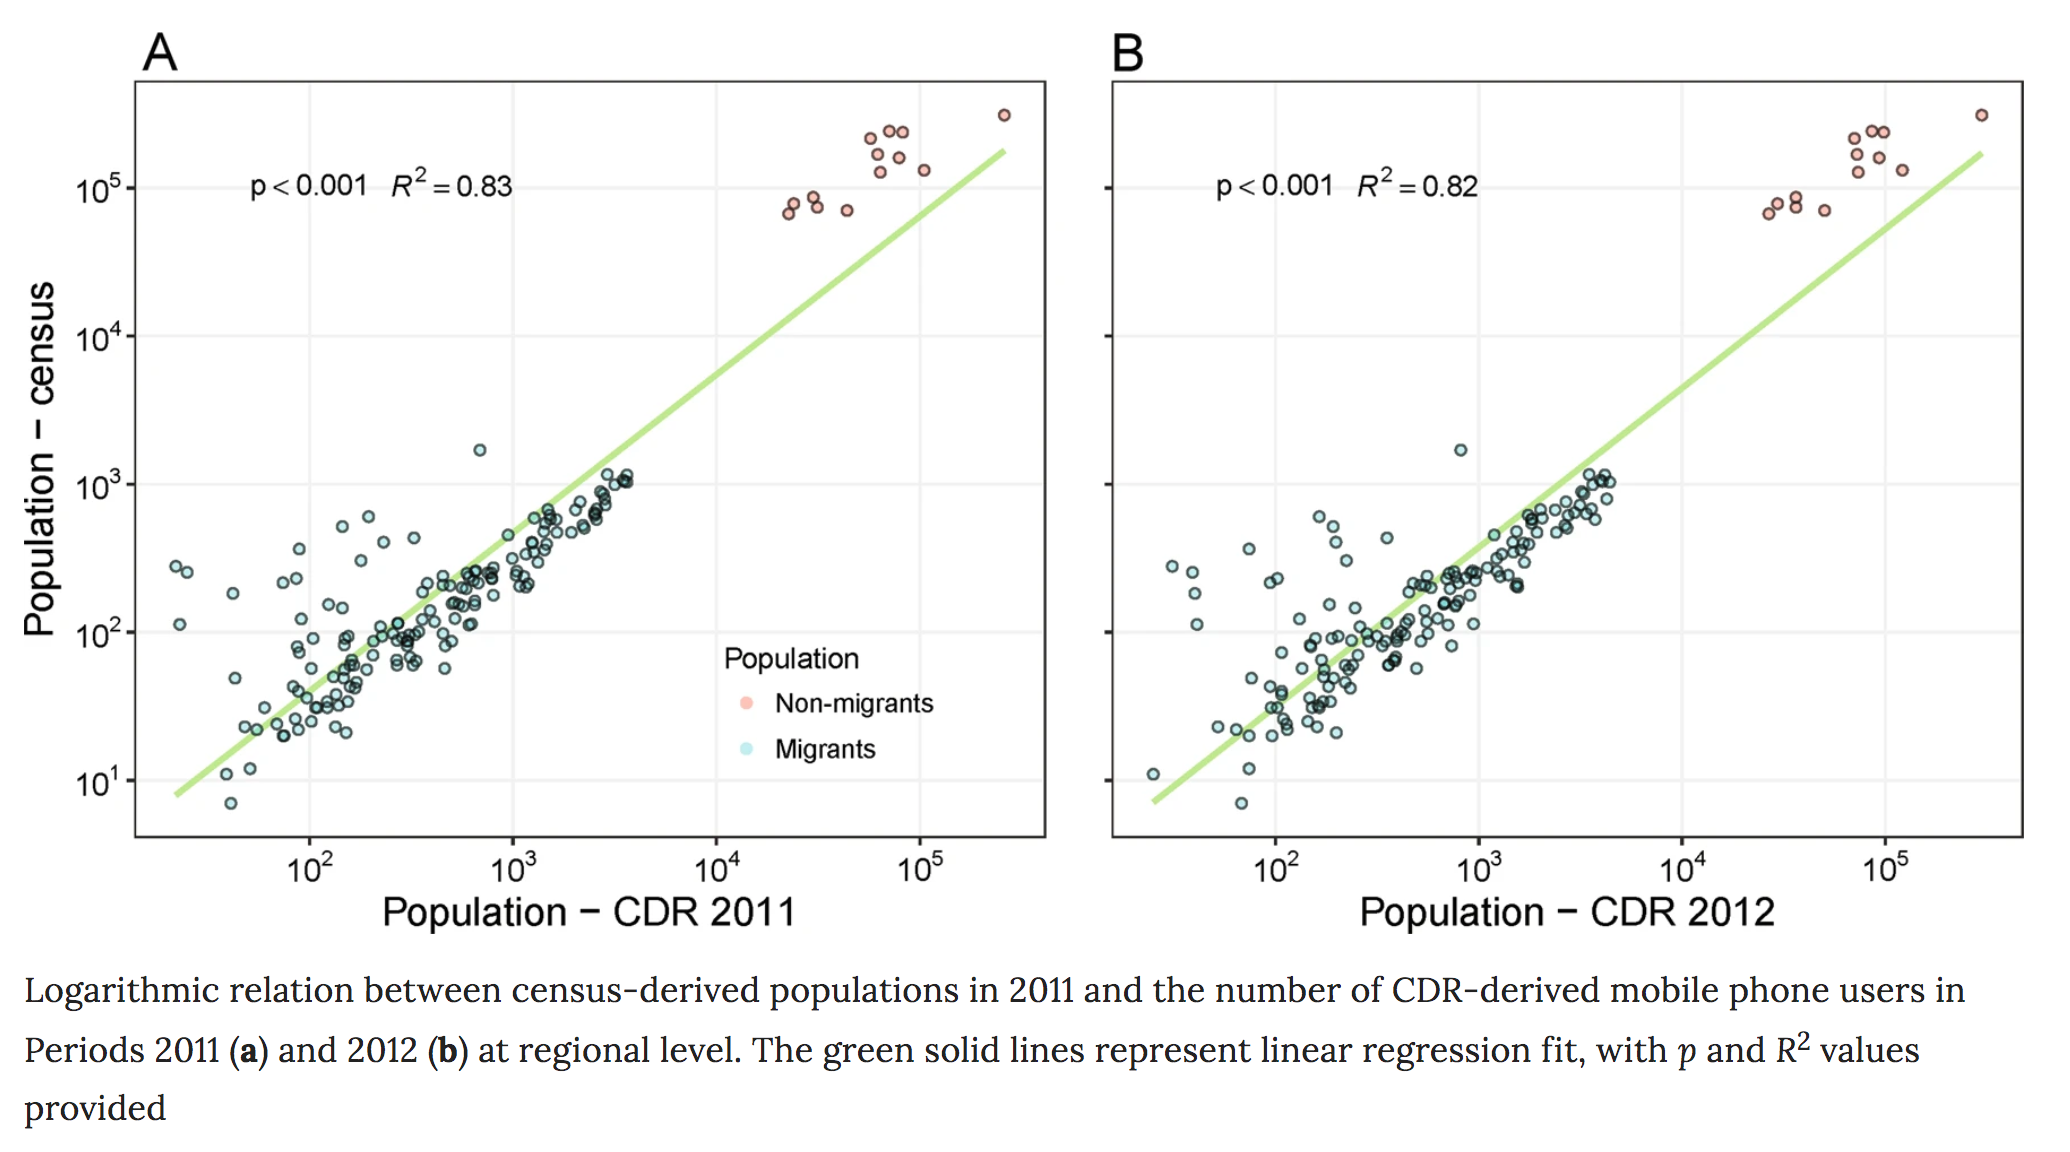 A
p < 0.001 R² = 0.83
10⁵
10⁴
10³
10²
10¹
Population − census
Population
Non-migrants
Migrants
10² 10³ 10⁴ 10⁵
Population − CDR 2011
B
p < 0.001 R² = 0.82
10² 10³ 10⁴ 10⁵
Population − CDR 2012
Logarithmic relation between census-derived populations in 2011 and the number of CDR-derived mobile phone users in
Periods 2011 (a) and 2012 (b) at regional level. The green solid lines represent linear regression fit, with p and R² values
provided